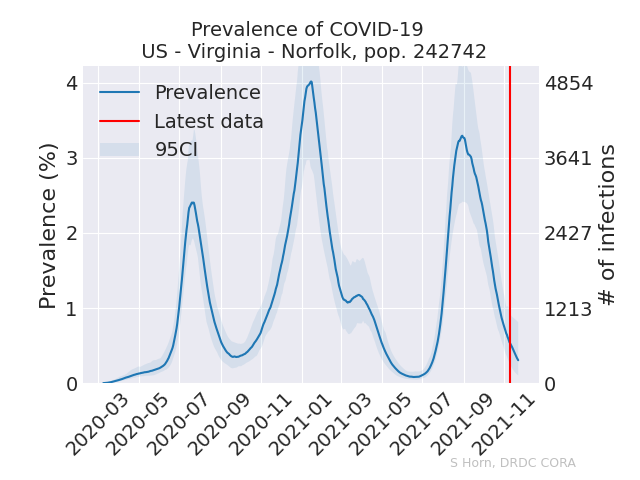 Prevalence of COVID-19
US - Virginia - Norfolk, pop. 242742
Prevalence
Latest data
95CI
Prevalence (%)
4
3
2
1
0
4854
3641
2427
1213
0
# of infections
2020-03
2020-05
2020-07
2020-09
2020-11
2021-01
2021-03
2021-05
2021-07
2021-09
2021-11
S Horn, DRDC CORA